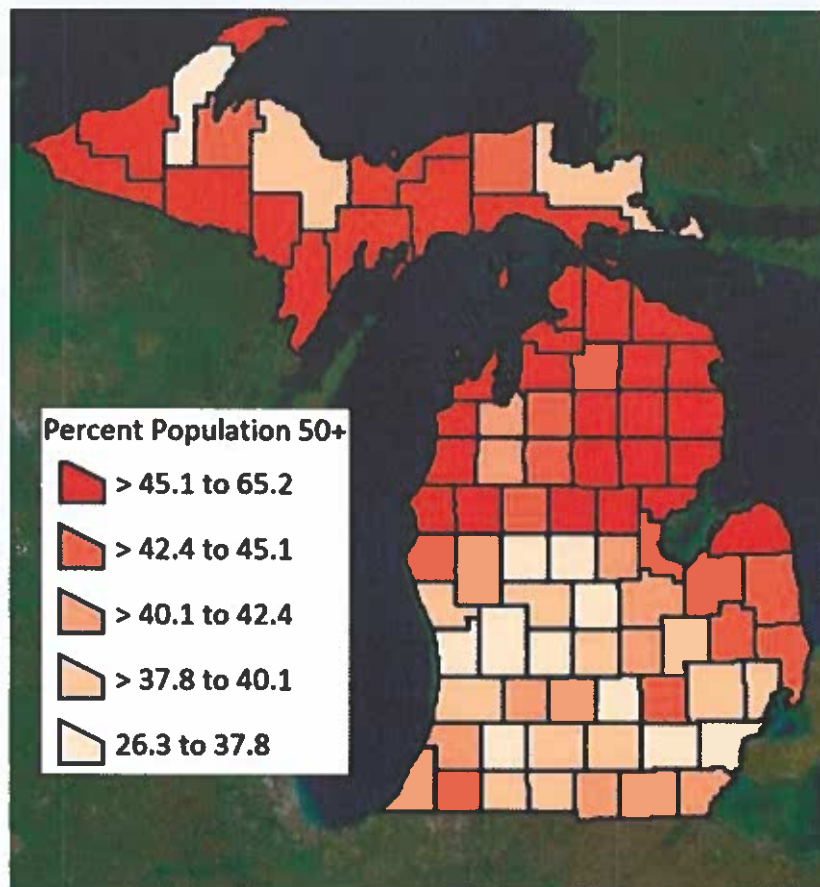 Percent Population 50+
> 45.1 to 65.2
> 42.4 to 45.1
> 40.1 to 42.4
> 37.8 to 40.1
26.3 to 37.8